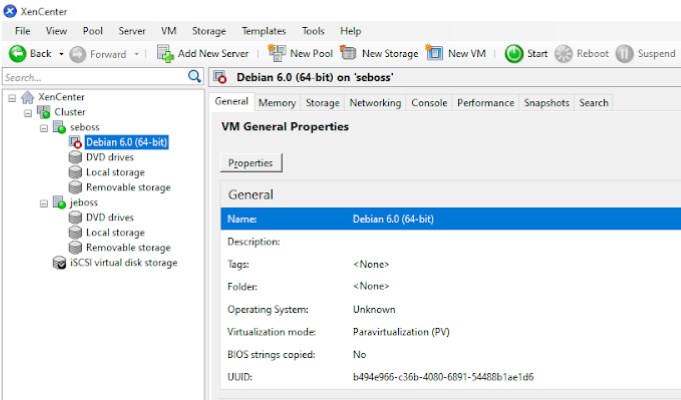 XenCenter
File View Pool Server VM Storage Templates Tools Help
Back Forward Add New Server New Pool New Storage New VM Start Reboot Suspend
Search...
Debian 6.0 (64-bit) on 'seboss'
XenCenter
Cluster
seboss
Debian 6.0 (64-bit)
DVD drives
Local storage
Removable storage
jeboss
DVD drives
Local storage
Removable storage
iSCSI virtual disk storage
General Memory Storage Networking Console Performance Snapshots Search
VM General Properties
Properties
General
Name: Debian 6.0 (64-bit)
Description:
Tags: <None>
Folder: <None>
Operating System: Unknown
Virtualization mode: Paravirtualization (PV)
BIOS strings copied: No
UUID: b494e966-c36b-4080-6891-54488b1ae1d6